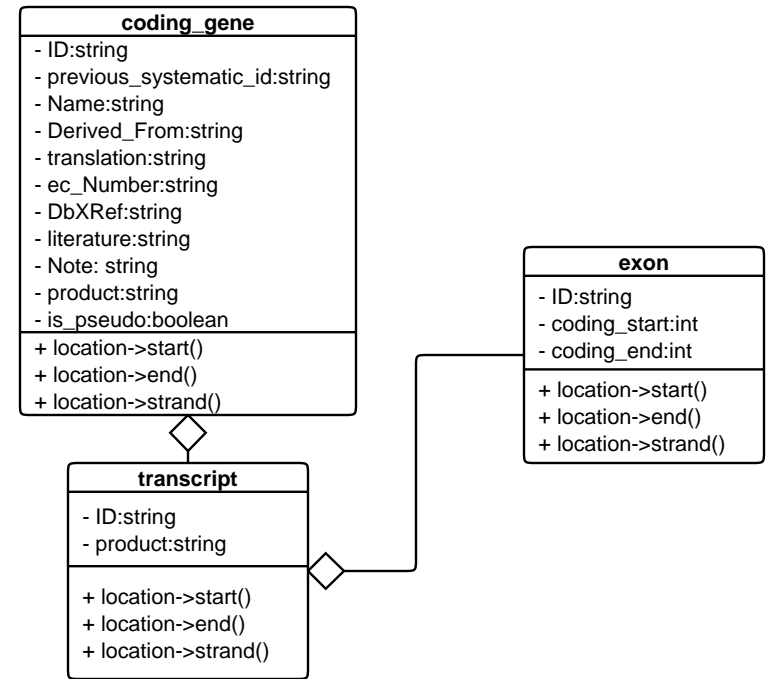 coding_gene
- ID:string
- previous_systematic_id:string
- Name:string
- Derived_From:string
- translation:string
- ec_Number:string
- DbXRef:string
- literature:string
- Note: string
- product:string
- is_pseudo:boolean
+ location->start()
+ location->end()
+ location->strand()
exon
- ID:string
- coding_start:int
- coding_end:int
+ location->start()
+ location->end()
+ location->strand()
transcript
- ID:string
- product:string
+ location->start()
+ location->end()
+ location->strand()